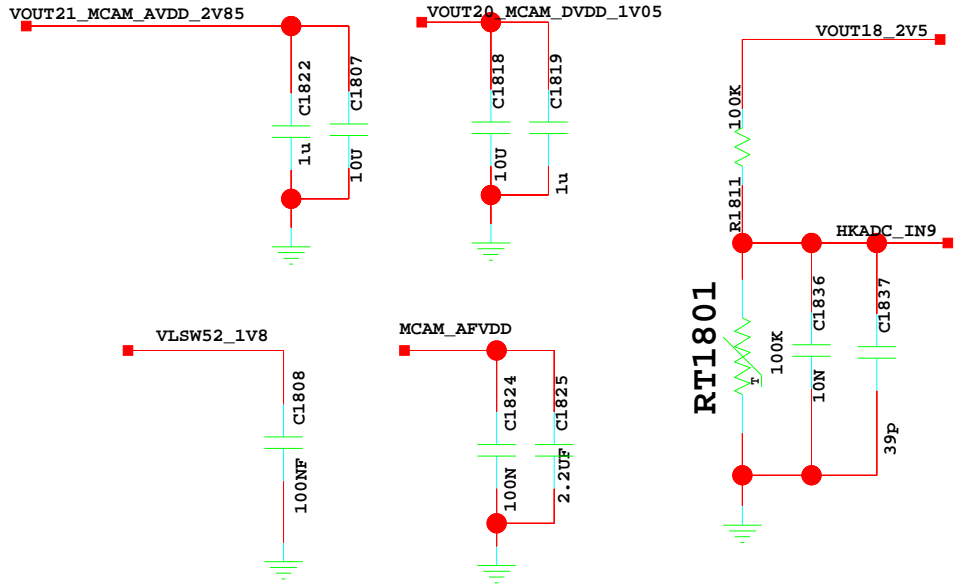 VOUT21_MCAM_AVDD_2V85
C1822
1u
C1807
10U
VOUT20_MCAM_DVDD_1V05
C1818
10U
C1819
1u
VOUT18_2V5
100K
R1811
HKADC_IN9
RT1801
100K
T
C1836
10N
C1837
39p
VLSW52_1V8
C1808
100NF
MCAM_AFVDD
C1824
100N
C1825
2.2UF